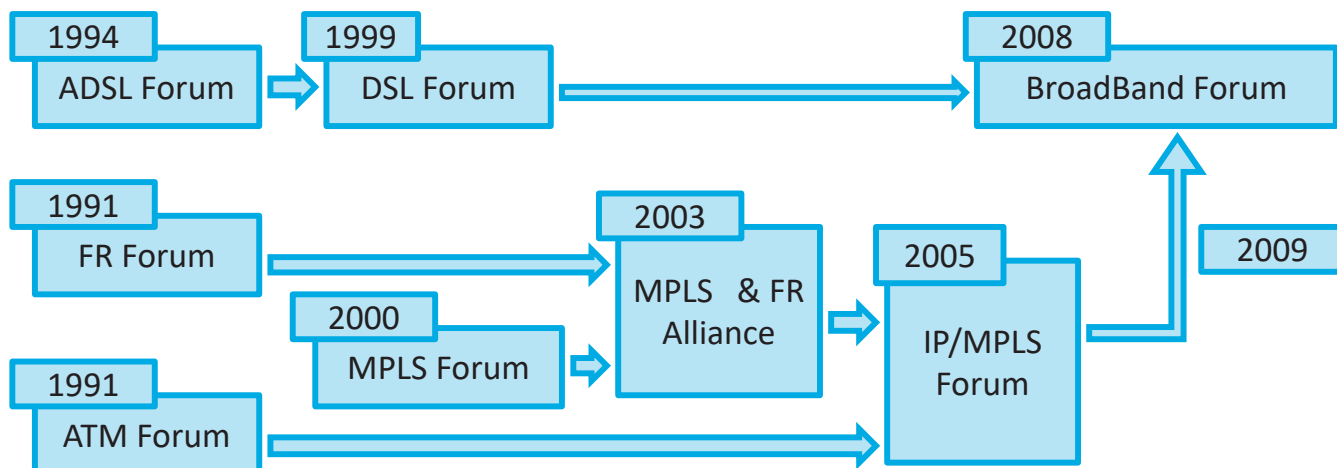 1994
ADSL Forum
1999
DSL Forum
2008
BroadBand Forum
1991
FR Forum
2003
MPLS & FR
Alliance
2005
IP/MPLS
Forum
2009
2000
MPLS Forum
1991
ATM Forum